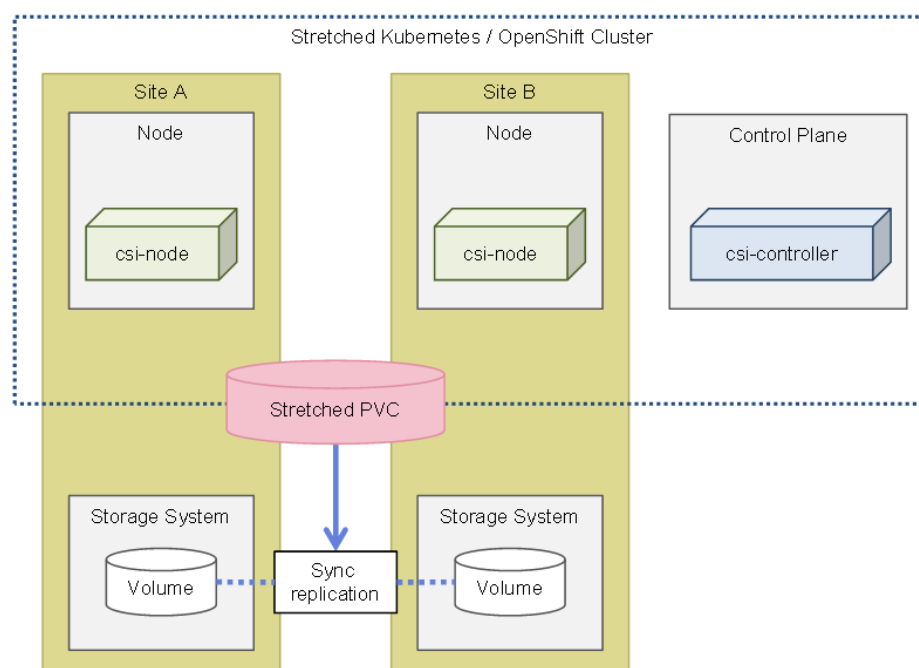 Stretched Kubernetes / OpenShift Cluster
Site A
Site B
Node
Node
Control Plane
csi-node
csi-node
csi-controller
Stretched PVC
Storage System
Storage System
Volume
Sync
replication
Volume